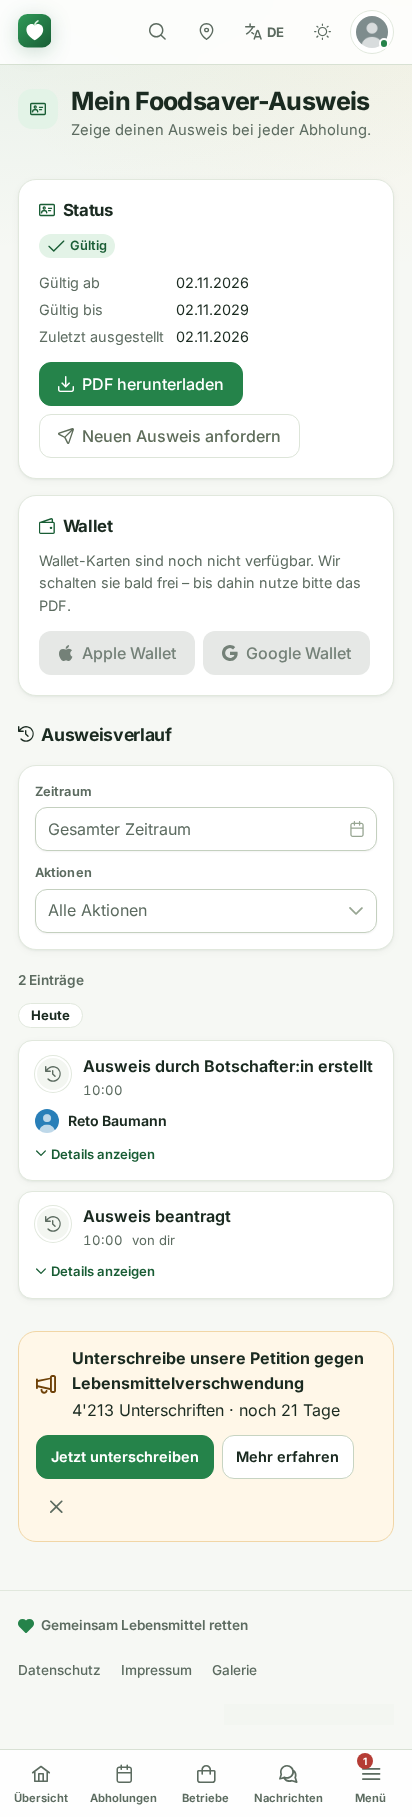 DE
Mein Foodsaver-Ausweis
Zeige deinen Ausweis bei jeder Abholung.
Status
Gültig
Gültig ab 02.11.2026
Gültig bis 02.11.2029
Zuletzt ausgestellt 02.11.2026
PDF herunterladen
Neuen Ausweis anfordern
Wallet
Wallet-Karten sind noch nicht verfügbar. Wir
schalten sie bald frei – bis dahin nutze bitte das
PDF.
Apple Wallet
Google Wallet
Ausweisverlauf
Zeitraum
Gesamter Zeitraum
Aktionen
Alle Aktionen
2 Einträge
Heute
Ausweis durch Botschafter:in erstellt
10:00
Reto Baumann
Details anzeigen
Ausweis beantragt
10:00 von dir
Details anzeigen
Unterschreibe unsere Petition gegen
Lebensmittelverschwendung
4'213 Unterschriften · noch 21 Tage
Jetzt unterschreiben
Mehr erfahren
Gemeinsam Lebensmittel retten
Datenschutz Impressum Galerie
1
Übersicht Abholungen Betriebe Nachrichten Menü